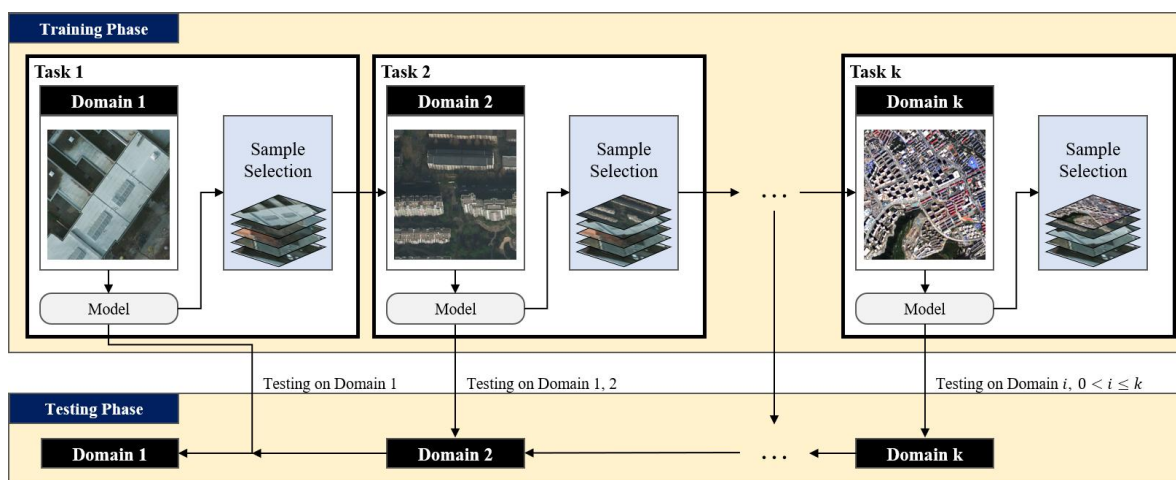 Training Phase
Task 1
Domain 1
Sample
Selection
Model
Task 2
Domain 2
Sample
Selection
Model
...
Task k
Domain k
Sample
Selection
Model
Testing on Domain 1
Testing on Domain 1, 2
Testing on Domain i, 0 < i ≤ k
Testing Phase
Domain 1
Domain 2
...
Domain k